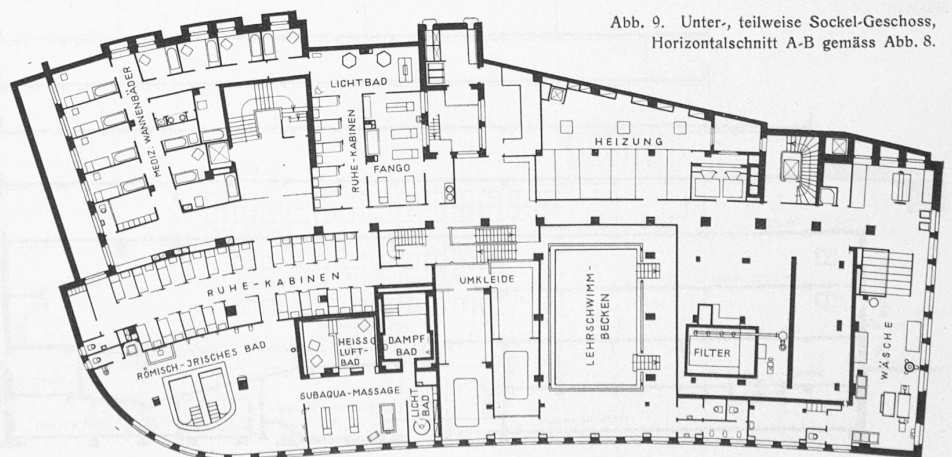 Abb. 9. Unter-, teilweise Sockel-Geschoss,
Horizontalschnitt A-B gemäss Abb. 8.
MEDIZ. WANNENBÄDER
LICHTBAD
RUHE-KABINEN
FANGO
HEIZUNG
RUHE-KABINEN
UMKLEIDE
LEHRSCHWIMM-
BECKEN
FILTER
WÄSCHE
RÖMISCH-JRISCHES BAD
HEISS
LUFT-
BAD
DAMPF
BAD
SUBAQUA-MASSAGE
LICHT
BAD